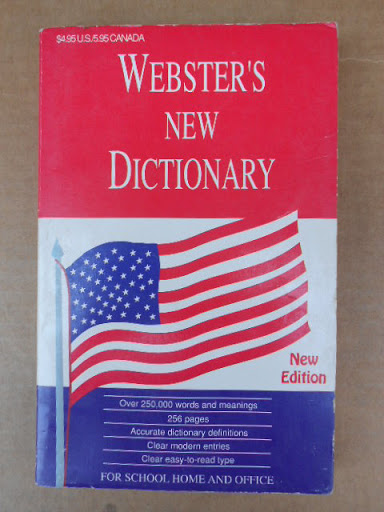 $4.95 U.S./5.95 CANADA
WEBSTER'S
NEW
DICTIONARY
New
Edition
Over 250,000 words and meanings
256 pages
Accurate dictionary definitions
Clear modern entries
Clear easy-to-read type
FOR SCHOOL HOME AND OFFICE